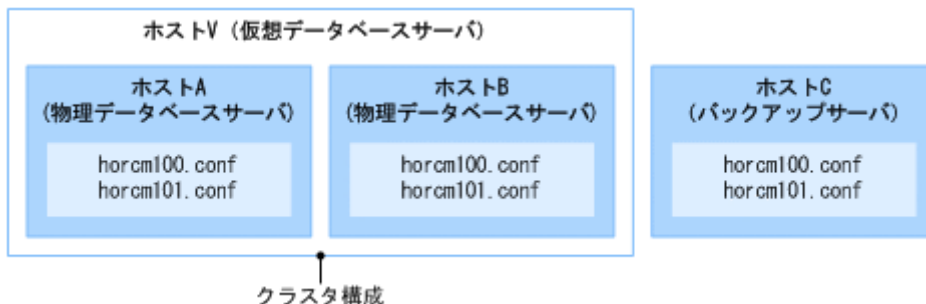 ホストV（仮想データベースサーバ）
ホストA
(物理データベースサーバ)
horcm100.conf
horcm101.conf
ホストB
(物理データベースサーバ)
horcm100.conf
horcm101.conf
ホストC
(バックアップサーバ)
horcm100.conf
horcm101.conf
クラスタ構成